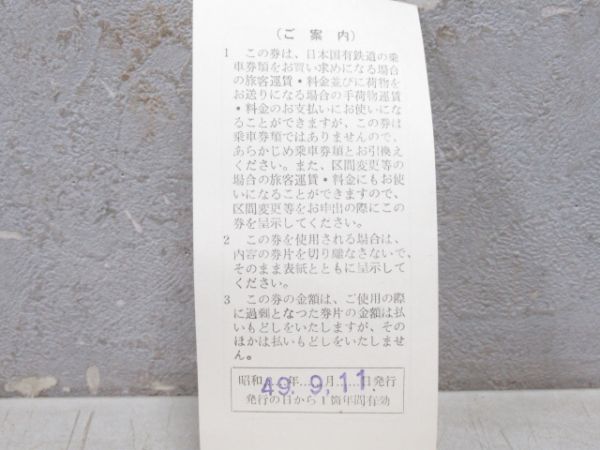 （ご案内）
1 この券は、日本国有鉄道の乗
車券類をお買い求めになる場合
の旅客運賃・料金並びに荷物を
お送りになる場合の手荷物運賃
・料金のお支払いにお使いにな
ることができますが、この券は
乗車券類ではありませんので、
あらかじめ乗車券類とお引換え
ください。また、区間変更等の
場合の旅客運賃・料金にもお使
いになることができますので、
区間変更等をお申出の際にこの
券を呈示してください。
2 この券を使用される場合は、
内容の券片を切り離なさないで、
そのまま表紙とともに呈示して
ください。
3 この券の金額は、ご使用の際
に過剰となつた券片の金額は払
いもどしをいたしますが、その
ほかは払いもどしをいたしませ
ん。
昭和 49年 9月 11日発行
発行の日から1箇年間有効